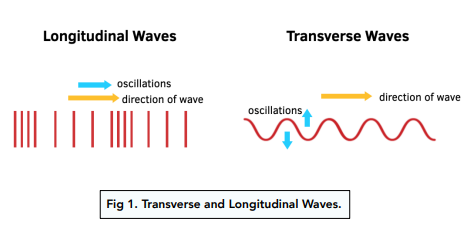 Longitudinal Waves
Transverse Waves
oscillations
direction of wave
direction of wave
oscillations
Fig 1. Transverse and Longitudinal Waves.